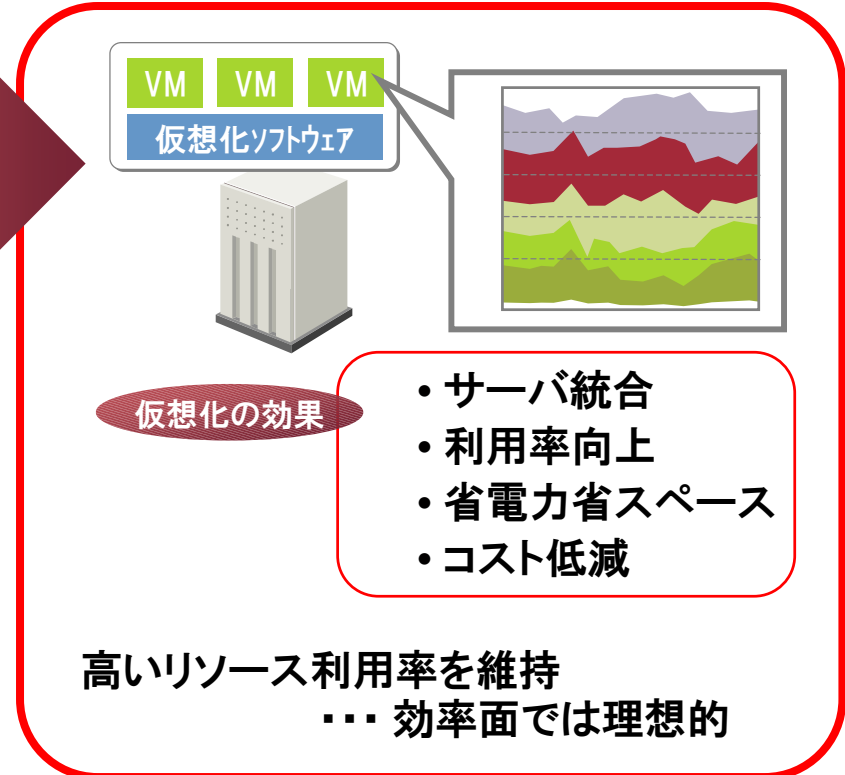 VM VM VM
仮想化ソフトウェア
仮想化の効果
• サーバ統合
• 利用率向上
• 省電力省スペース
• コスト低減
高いリソース利用率を維持
・・・ 効率面では理想的